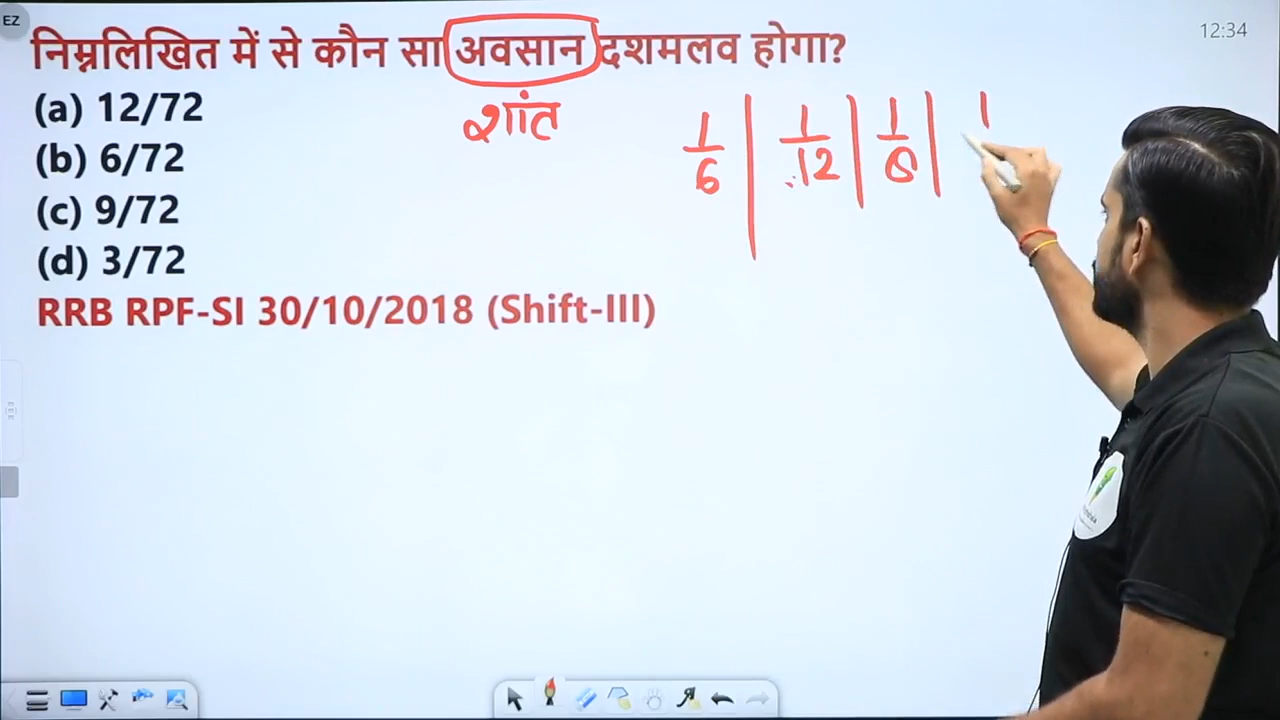 EZ
12:34
निम्नलिखित में से कौन सा अवसान दशमलव होगा?
शांत
(a) 12/72
(b) 6/72
(c) 9/72
(d) 3/72
RRB RPF-SI 30/10/2018 (Shift-III)
1/6 | 1/12 | 1/8 | 1